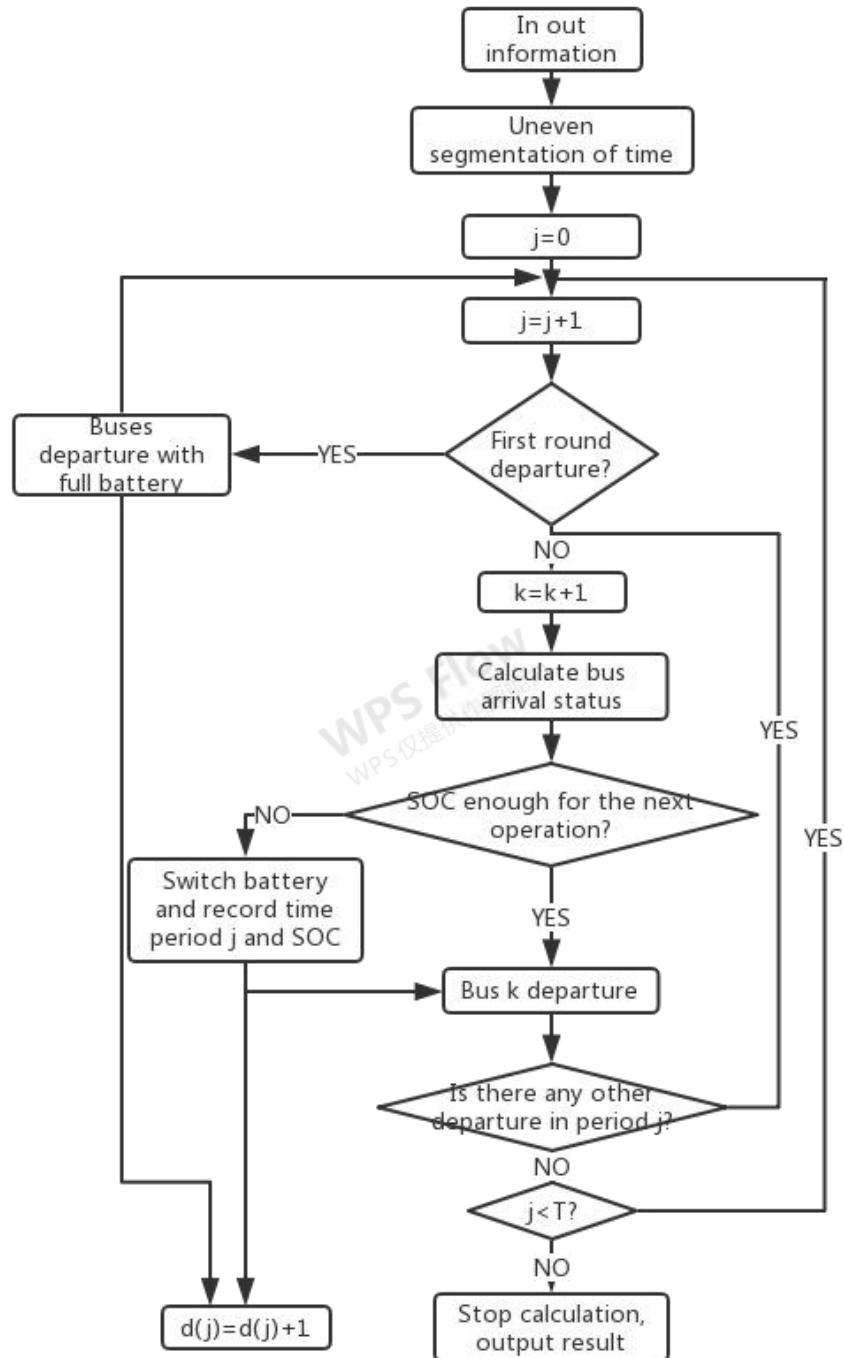 In out
information
Uneven
segmentation of time
j=0
j=j+1
First round
departure?
YES
Buses
departure with
full battery
NO
k=k+1
Calculate bus
arrival status
WPS Flow
YES
SOC enough for the next
operation?
NO
YES
Switch battery
and record time
period j and SOC
YES
Bus k departure
Is there any other
departure in period j?
NO
j<T?
NO
d(j)=d(j)+1
Stop calculation,
output result